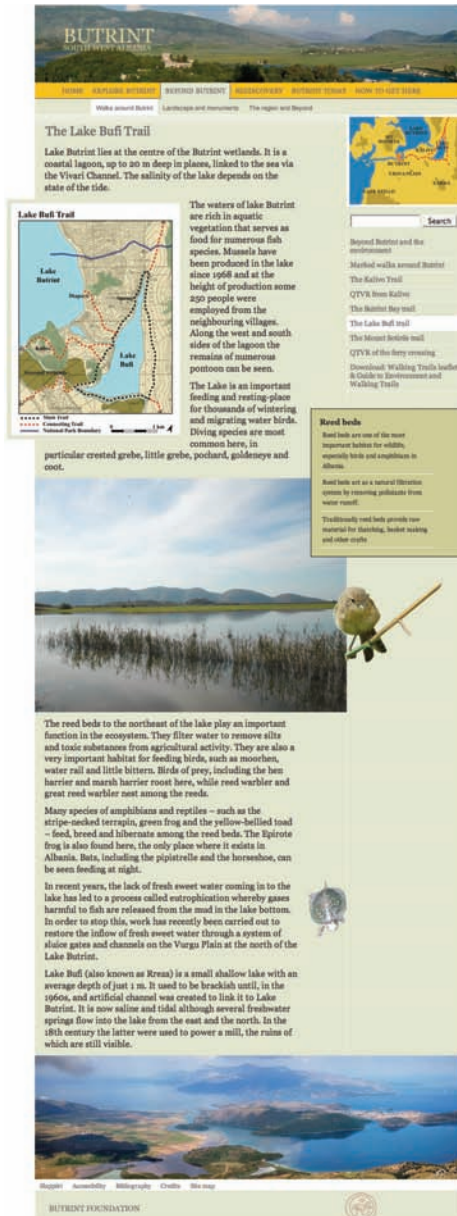 BUTRINT
SOUTH WEST ALBANIA
HOME EXPLORE BUTRINT BEYOND BUTRINT REDISCOVERY BUTRINT TODAY HOW TO GET HERE
Walks around Butrint Landscape and monuments The region and Beyond
The Lake Bufi Trail
Lake Butrint lies at the centre of the Butrint wetlands. It is a
coastal lagoon, up to 20 m deep in places, linked to the sea via
the Vivari Channel. The salinity of the lake depends on the
state of the tide.
Lake Bufi Trail
Lake
Butrint
Lake
Bufi
Main Trail
Connecting Trail
National Park Boundary
The waters of lake Butrint
are rich in aquatic
vegetation that serves as
food for numerous fish
species. Mussels have
been produced in the lake
since 1968 and at the
height of production some
250 people were
employed from the
neighbouring villages.
Along the west and south
sides of the lagoon the
remains of numerous
pontoon can be seen.
The Lake is an important
feeding and resting-place
for thousands of wintering
and migrating water birds.
Diving species are most
common here, in
particular crested grebe, little grebe, pochard, goldeneye and
coot.
Search
Beyond Butrint and the
environment
Marked walks around Butrint
The Kalivo Trail
QTVR from Kalivo
The Butrint Bay trail
The Lake Bufi trail
The Mount Sotirës trail
QTVR of the ferry crossing
Download: Walking Trails leaflet
& Guide to Environment and
Walking Trails
Reed beds
Reed beds are one of the most
important habitat for wildlife,
especially birds and amphibians in
Albania.
Reed beds act as a natural filtration
system by removing pollutants from
water runoff.
Traditionally reed beds provide raw
material for thatching, basket making
and other crafts
The reed beds to the northeast of the lake play an important
function in the ecosystem. They filter water to remove silts
and toxic substances from agricultural activity. They are also a
very important habitat for feeding birds, such as moorhen,
water rail and little bittern. Birds of prey, including the hen
harrier and marsh harrier roost here, while reed warbler and
great reed warbler nest among the reeds.
Many species of amphibians and reptiles – such as the
stripe-necked terrapin, green frog and the yellow-bellied toad
– feed, breed and hibernate among the reed beds. The Epirote
frog is also found here, the only place where it exists in
Albania. Bats, including the pipistrelle and the horseshoe, can
be seen feeding at night.
In recent years, the lack of fresh sweet water coming in to the
lake has led to a process called eutrophication whereby gases
harmful to fish are released from the mud in the lake bottom.
In order to stop this, work has recently been carried out to
restore the inflow of fresh sweet water through a system of
sluice gates and channels on the Vurgu Plain at the north of the
Lake Butrint.
Lake Bufi (also known as Rreza) is a small shallow lake with an
average depth of just 1 m. It used to be brackish until, in the
1960s, and artificial channel was created to link it to Lake
Butrint. It is now saline and tidal although several freshwater
springs flow into the lake from the east and the north. In the
18th century the latter were used to power a mill, the ruins of
which are still visible.
Shqipëri Accessibility Bibliography Credits Site map
BUTRINT FOUNDATION